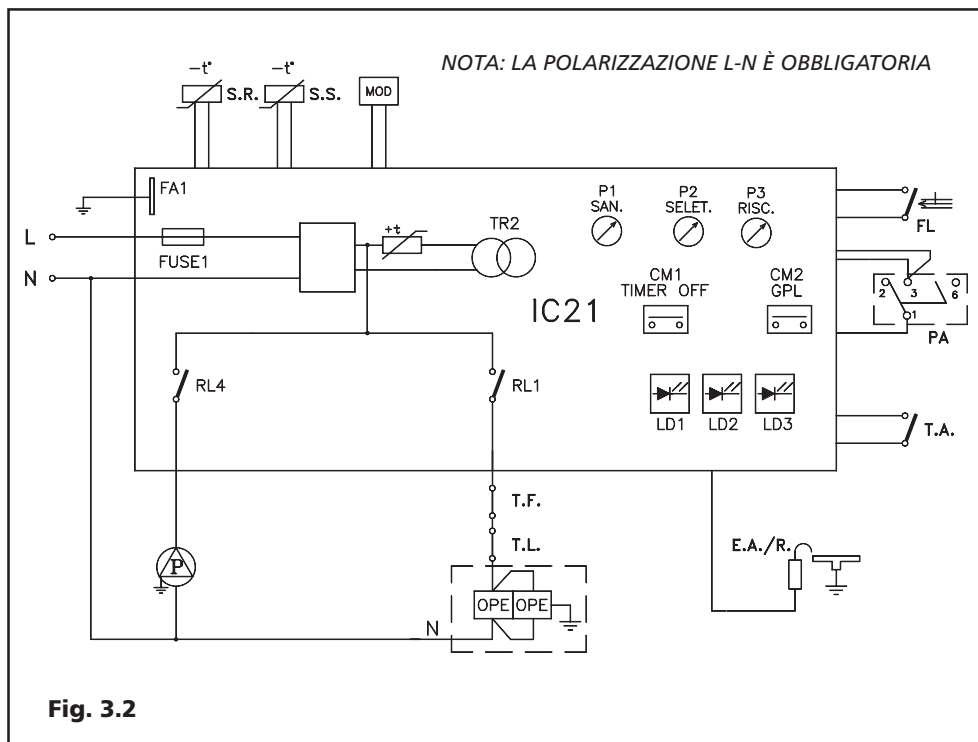 NOTA: LA POLARIZZAZIONE L-N È OBBLIGATORIA
-t°
S.R.
-t°
S.S.
MOD
FA1
L
FUSE1
N
+t
TR2
P1
SAN.
P2
SELET.
P3
RISC.
FL
CM1
TIMER OFF
CM2
GPL
IC21
2
3
6
1
PA
RL4
RL1
LD1
LD2
LD3
T.A.
T.F.
T.L.
E.A./R.
P
OPE
OPE
N
Fig. 3.2